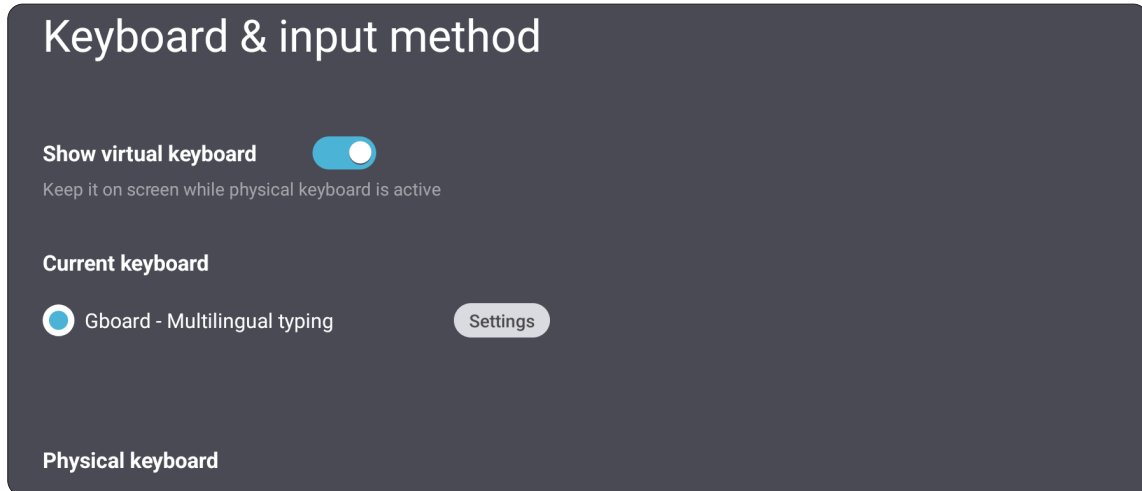 Keyboard & input method
Show virtual keyboard
Keep it on screen while physical keyboard is active
Current keyboard
Gboard - Multilingual typing
Settings
Physical keyboard